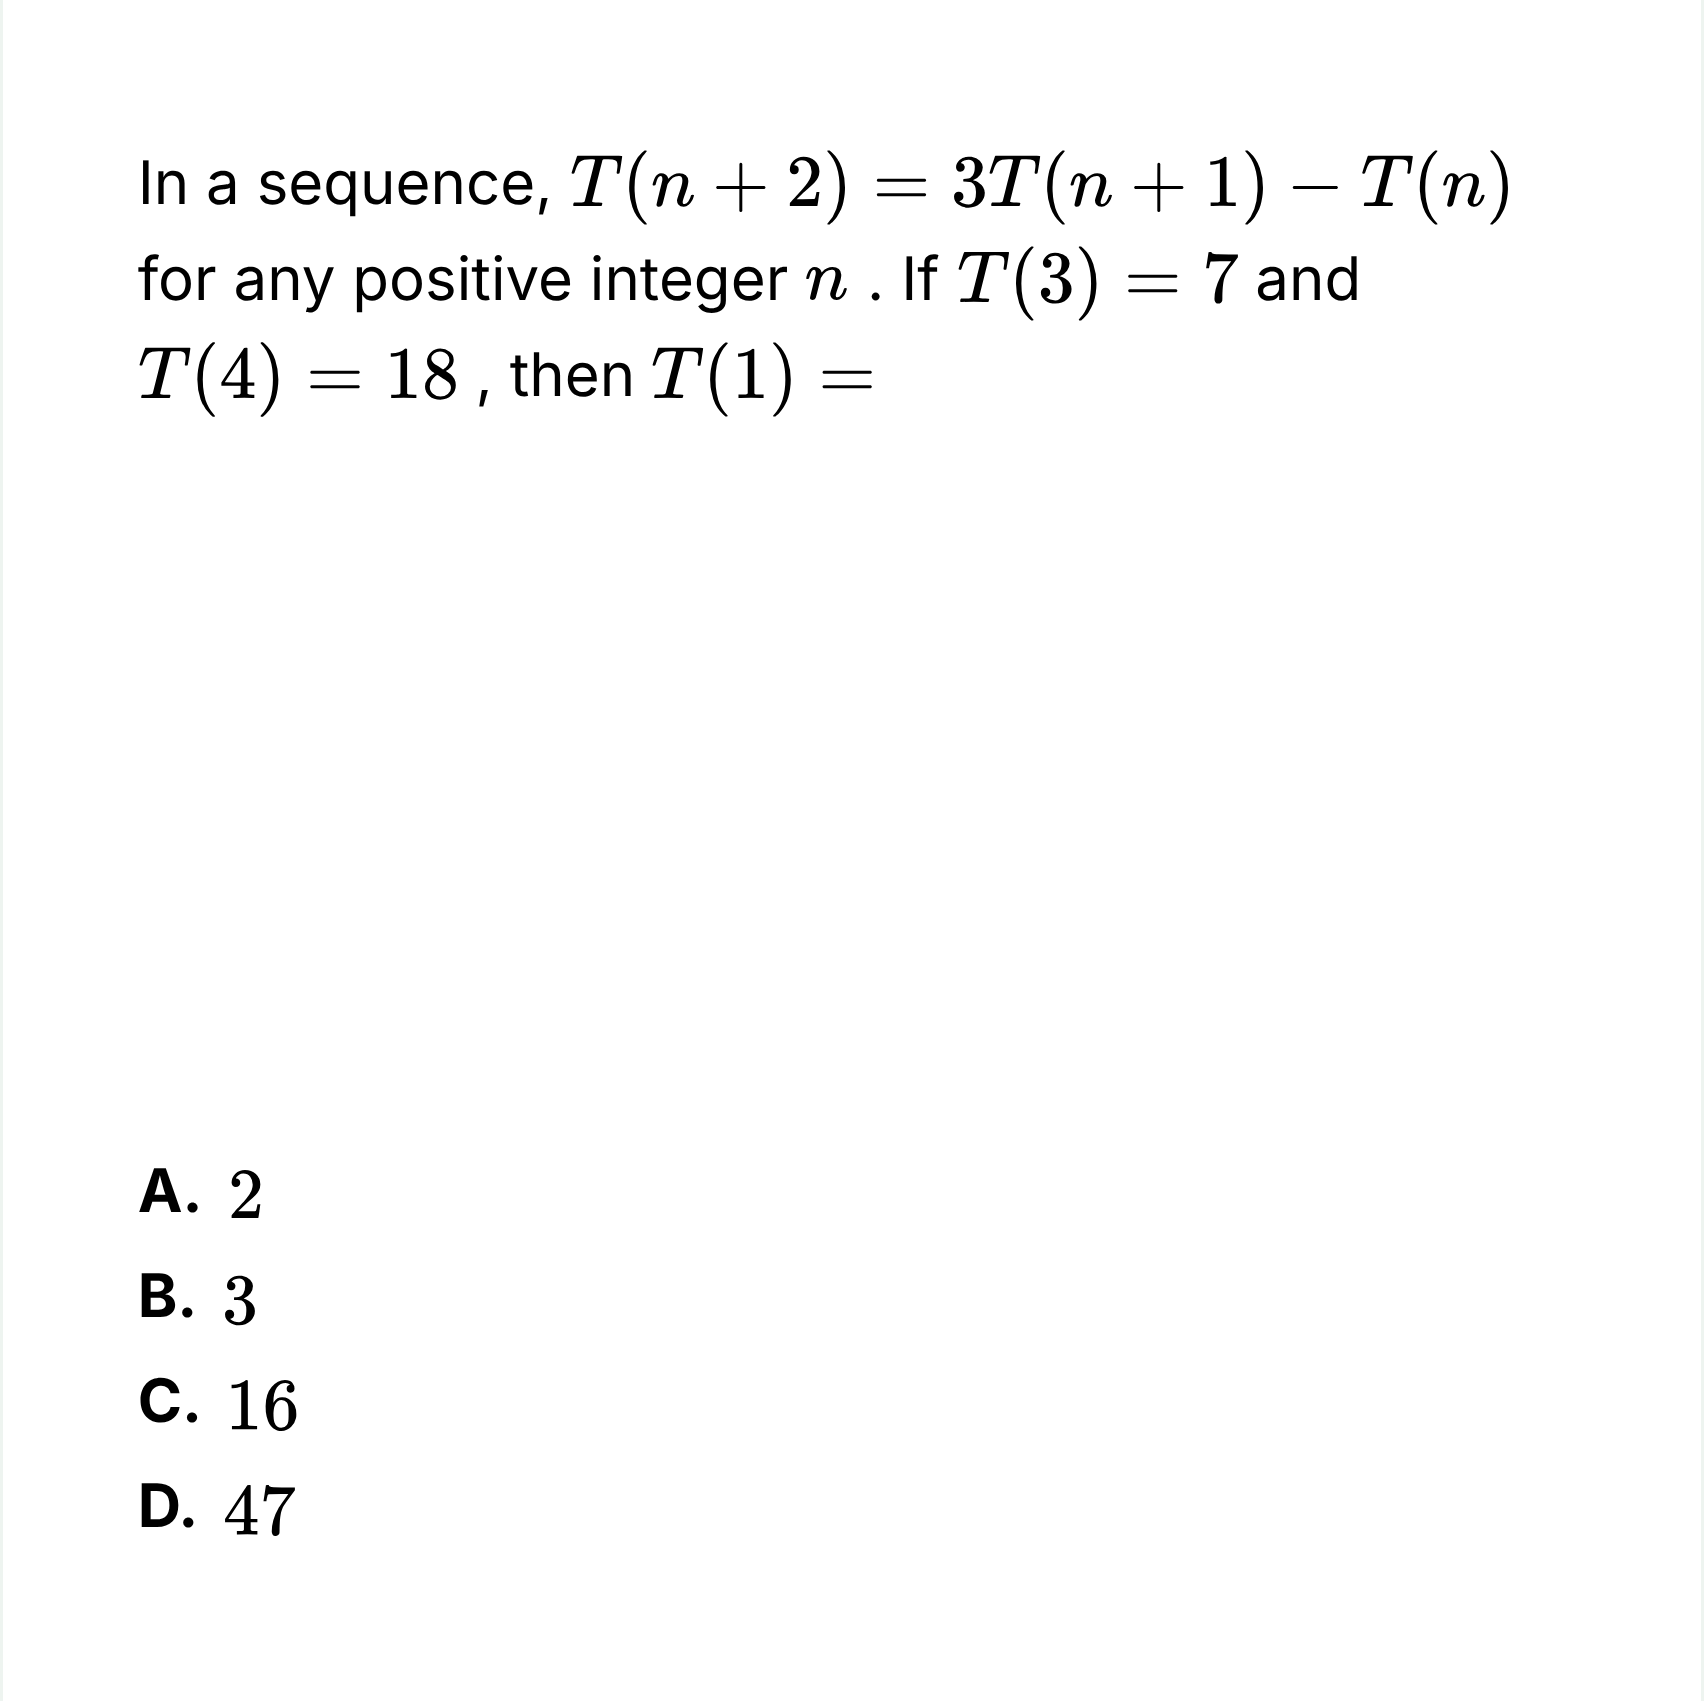 In a sequence, T(n + 2) = 3T(n + 1) − T(n)
for any positive integer n . If T(3) = 7 and
T(4) = 18 , then T(1) =
A. 2
B. 3
C. 16
D. 47